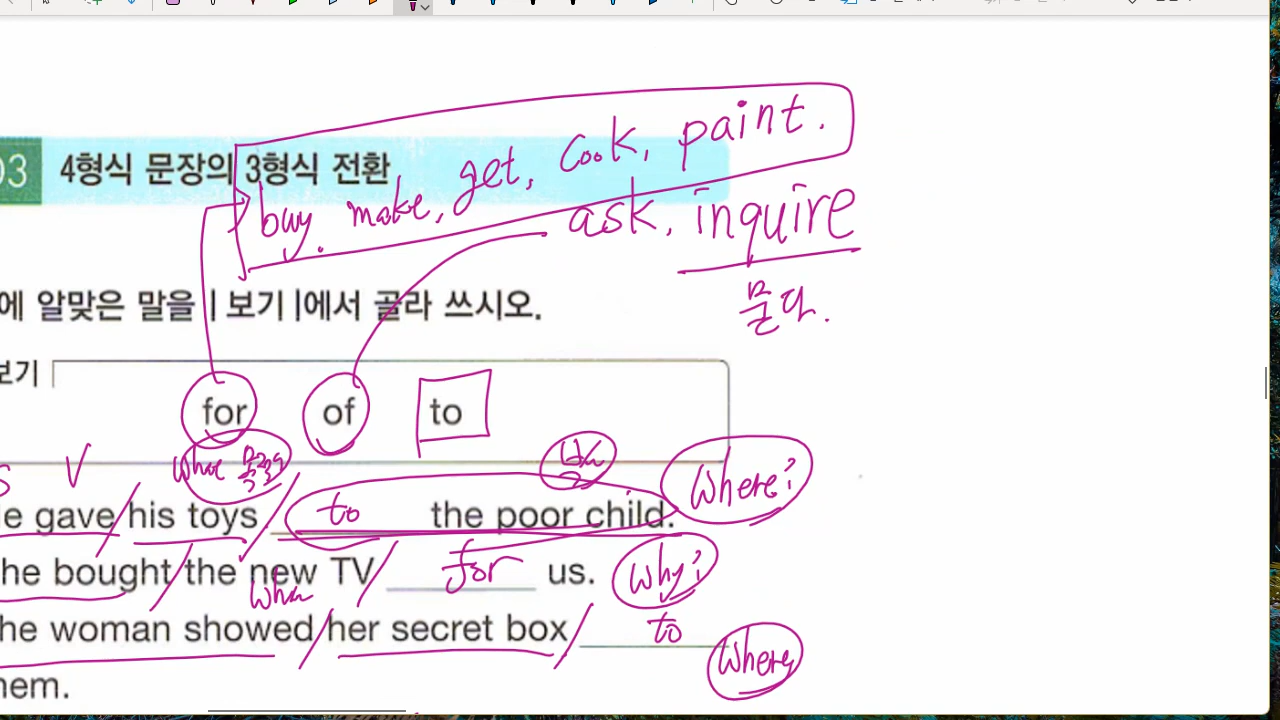 03 4형식 문장의 3형식 전환
buy. make, get, cook, paint.
ask, inquire
묻다.
에 알맞은 말을 | 보기 |에서 골라 쓰시오.
보기
for of to
S V what
e gave / his toys / to the poor child. Where?
he bought / the new TV / for us. Why?
what
he woman showed / her secret box / to Where
hem.